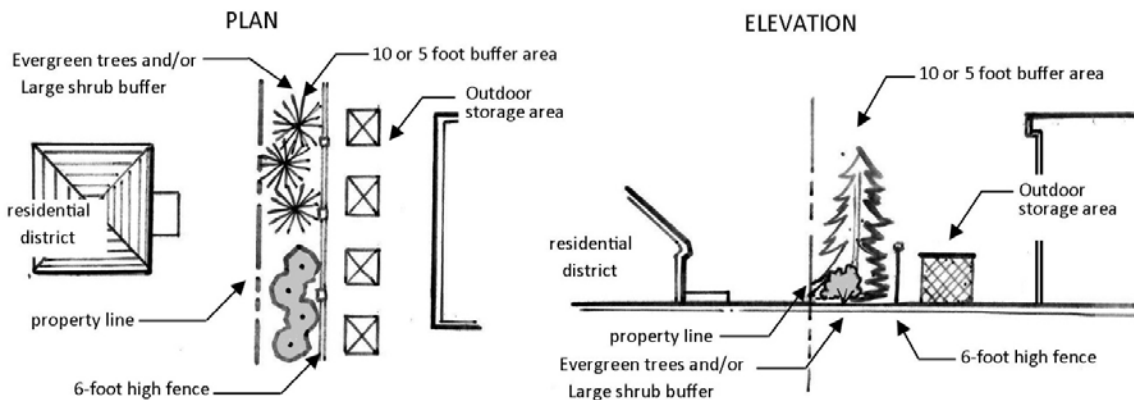 PLAN
Evergreen trees and/or
Large shrub buffer
10 or 5 foot buffer area
Outdoor
storage area
residential
district
property line
6-foot high fence
ELEVATION
10 or 5 foot buffer area
Outdoor
storage area
residential
district
property line
Evergreen trees and/or
Large shrub buffer
6-foot high fence